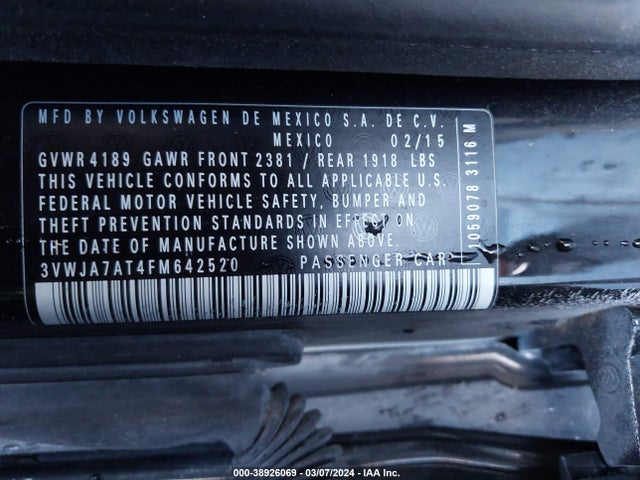 MFD BY VOLKSWAGEN DE MEXICO S.A. DE C.V.
MEXICO 02/15
GVWR 4189 GAWR FRONT 2381 / REAR 1918 LBS
THIS VEHICLE CONFORMS TO ALL APPLICABLE U.S.
FEDERAL MOTOR VEHICLE SAFETY, BUMPER AND
THEFT PREVENTION STANDARDS IN EFFECT ON
THE DATE OF MANUFACTURE SHOWN ABOVE.
3VWJA7AT4FM642520 PASSENGER CAR
1059078 3116 M
000-38926069 - 03/07/2024 - IAA Inc.